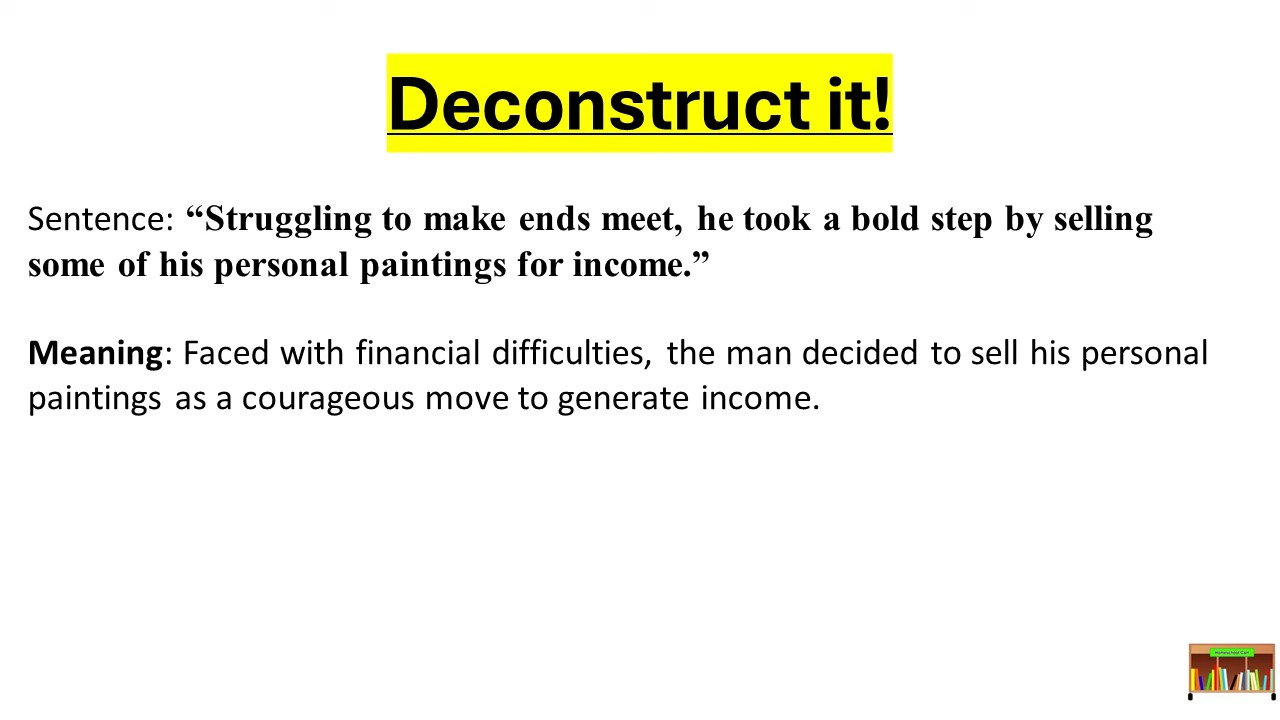 Deconstruct it!
Sentence: “Struggling to make ends meet, he took a bold step by selling
some of his personal paintings for income.”
Meaning: Faced with financial difficulties, the man decided to sell his personal
paintings as a courageous move to generate income.
Homeschool Cart